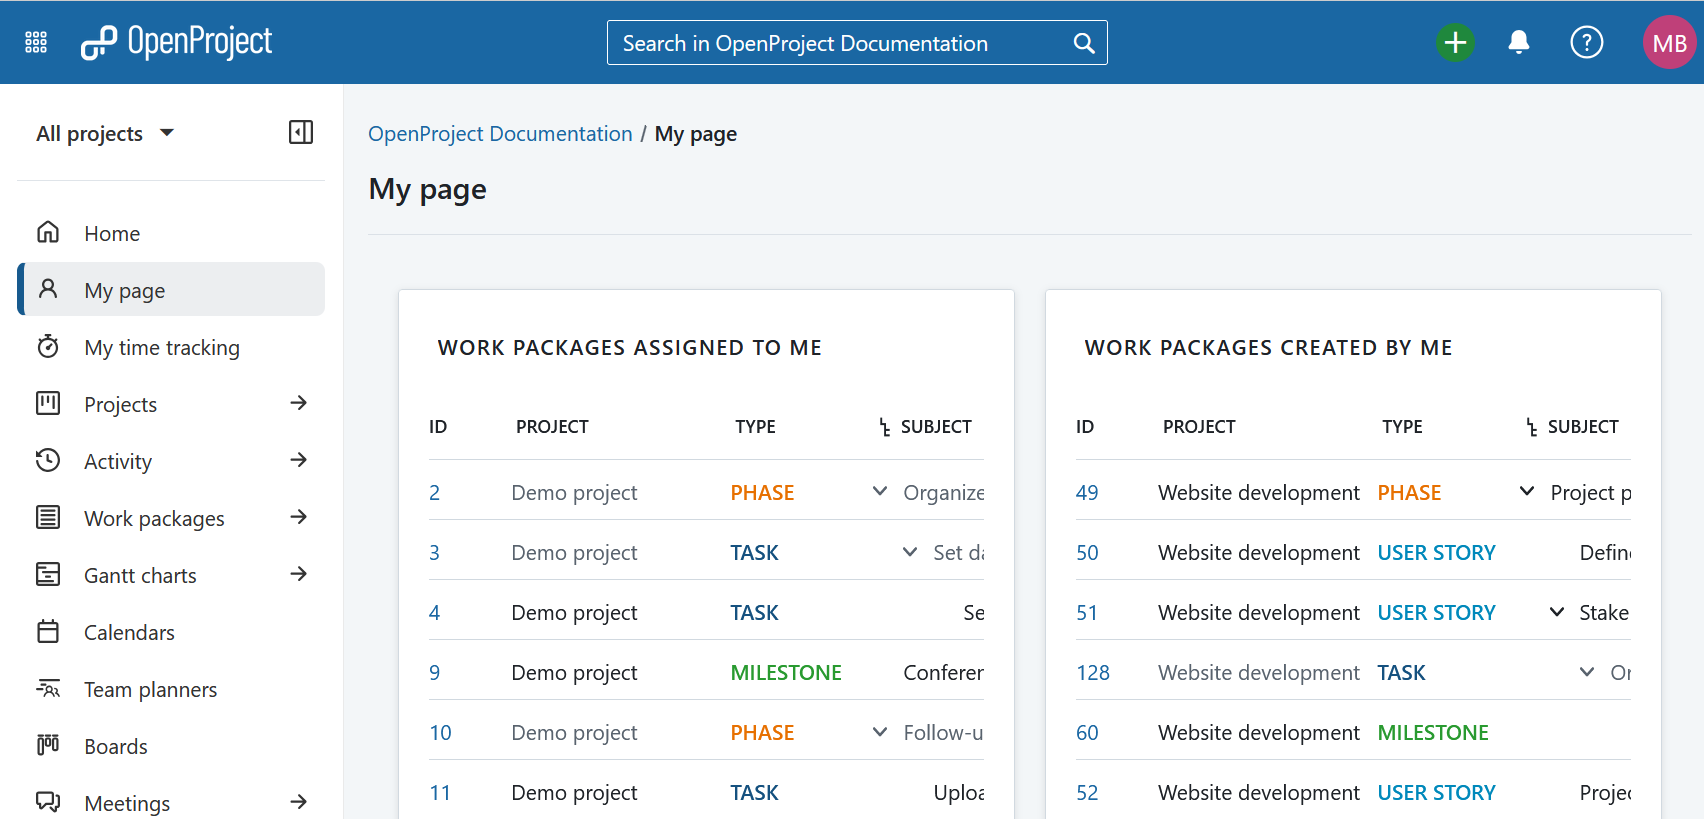 OpenProject
Search in OpenProject Documentation
?
MB
All projects
Home
My page
My time tracking
Projects
Activity
Work packages
Gantt charts
Calendars
Team planners
Boards
Meetings
OpenProject Documentation / My page
My page
WORK PACKAGES ASSIGNED TO ME
ID PROJECT TYPE SUBJECT
2 Demo project PHASE Organize
3 Demo project TASK Set da
4 Demo project TASK Se
9 Demo project MILESTONE Conferen
10 Demo project PHASE Follow-u
11 Demo project TASK Uploa
WORK PACKAGES CREATED BY ME
ID PROJECT TYPE SUBJECT
49 Website development PHASE Project p
50 Website development USER STORY Define
51 Website development USER STORY Stake
128 Website development TASK Or
60 Website development MILESTONE
52 Website development USER STORY Projec